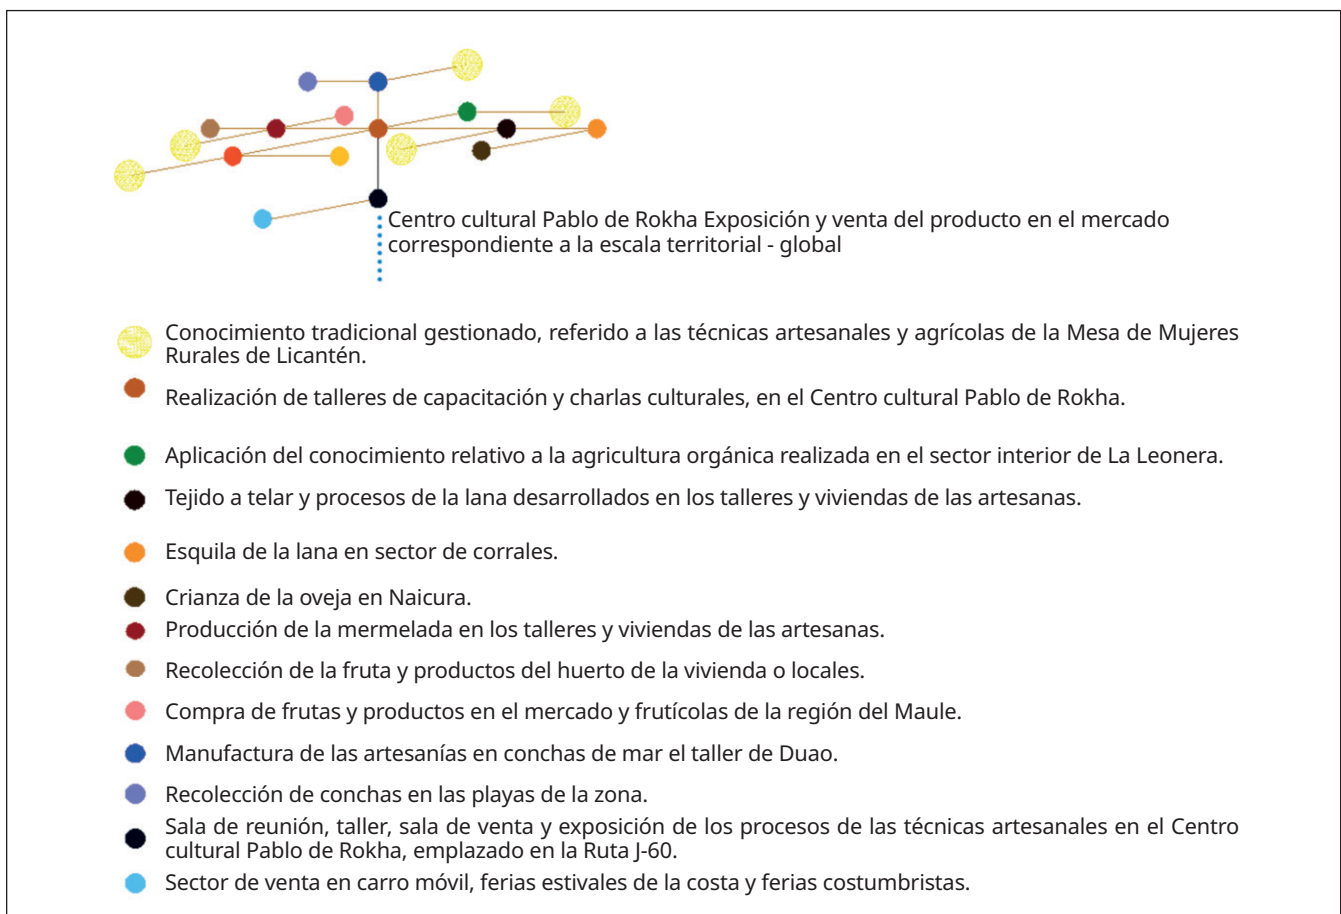 Centro cultural Pablo de Rokha Exposición y venta del producto en el mercado
correspondiente a la escala territorial - global
Conocimiento tradicional gestionado, referido a las técnicas artesanales y agrícolas de la Mesa de Mujeres
Rurales de Licantén.
Realización de talleres de capacitación y charlas culturales, en el Centro cultural Pablo de Rokha.
Aplicación del conocimiento relativo a la agricultura orgánica realizada en el sector interior de La Leonera.
Tejido a telar y procesos de la lana desarrollados en los talleres y viviendas de las artesanas.
Esquila de la lana en sector de corrales.
Crianza de la oveja en Naicura.
Producción de la mermelada en los talleres y viviendas de las artesanas.
Recolección de la fruta y productos del huerto de la vivienda o locales.
Compra de frutas y productos en el mercado y frutícolas de la región del Maule.
Manufactura de las artesanías en conchas de mar el taller de Duao.
Recolección de conchas en las playas de la zona.
Sala de reunión, taller, sala de venta y exposición de los procesos de las técnicas artesanales en el Centro
cultural Pablo de Rokha, emplazado en la Ruta J-60.
Sector de venta en carro móvil, ferias estivales de la costa y ferias costumbristas.